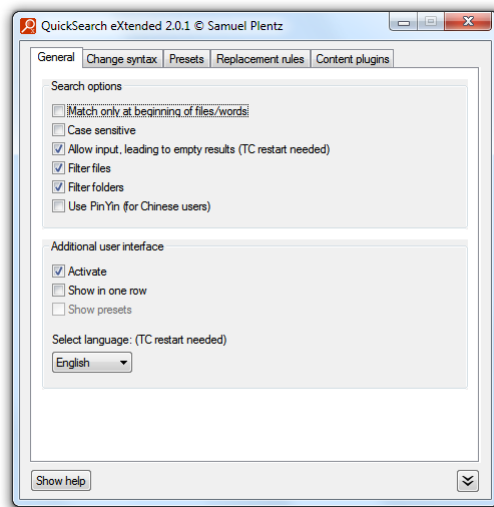 QuickSearch eXtended 2.0.1 © Samuel Plentz
General Change syntax Presets Replacement rules Content plugins
Search options
Match only at beginning of files/words
Case sensitive
Allow input, leading to empty results (TC restart needed)
Filter files
Filter folders
Use PinYin (for Chinese users)
Additional user interface
Activate
Show in one row
Show presets
Select language: (TC restart needed)
English
Show help